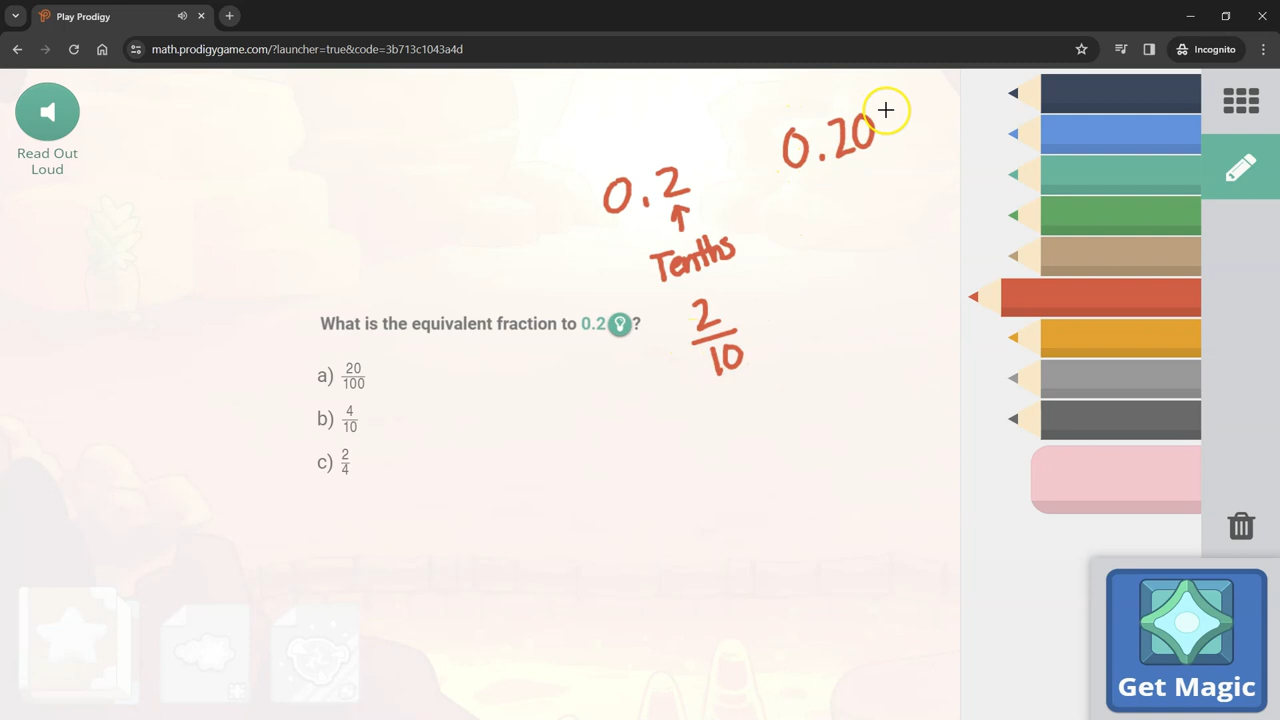 Play Prodigy
math.prodigygame.com/?launcher=true&code=3b713c1043a4d
Incognito
Read Out
Loud
0.20
0.2
Tenths
2/10
What is the equivalent fraction to 0.2 ?
a) 20/100
b) 4/10
c) 2/4
Get Magic